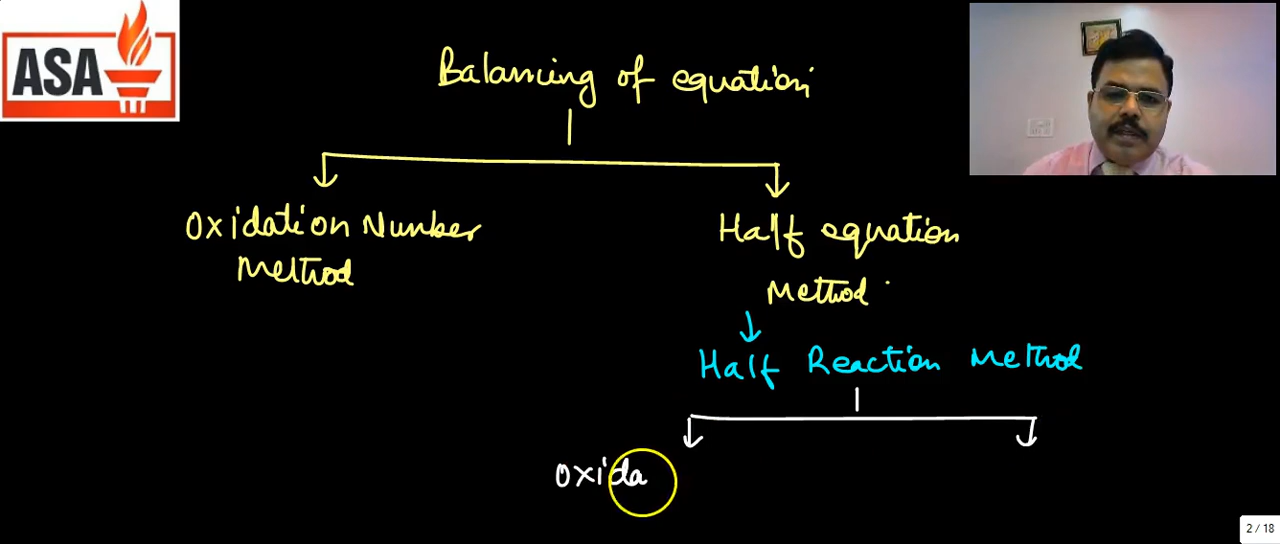 ASA
Balancing of equation
Oxidation Number
Method
Half equation
Method
Half Reaction Method
Oxida
2 / 18